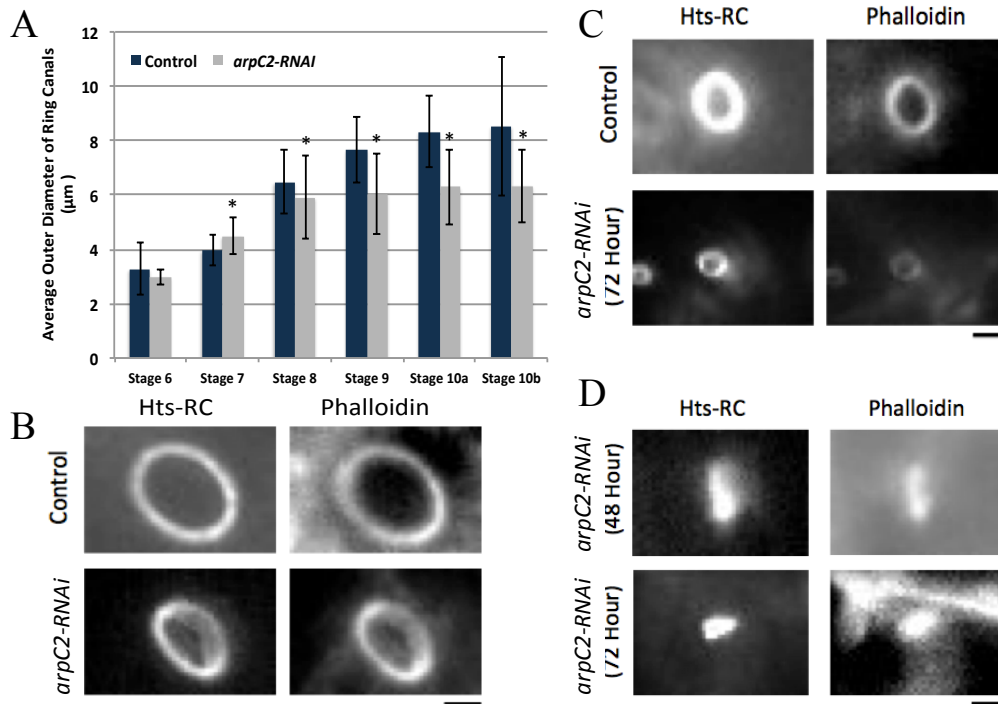 A
12
10
8
6
4
2
0
Average Outer Diameter of Ring Canals
(µm )
Control arpC2-RNAI
* * * * *
Stage 6 Stage 7 Stage 8 Stage 9 Stage 10a Stage 10b
B
Hts-RC Phalloidin
Control
arpC2-RNAi
C
Hts-RC Phalloidin
Control
arpC2-RNAi
(72 Hour)
D
Hts-RC Phalloidin
arpC2-RNAi
(48 Hour)
arpC2-RNAi
(72 Hour)